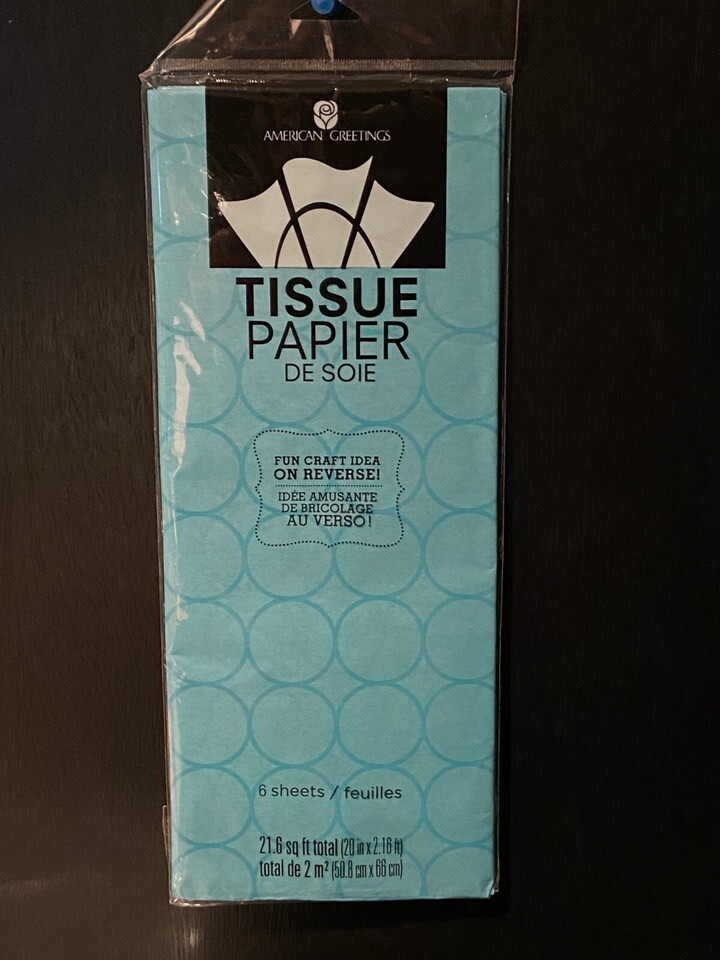 AMERICAN GREETINGS
TISSUE
PAPIER
DE SOIE
FUN CRAFT IDEA
ON REVERSE!
IDÉE AMUSANTE
DE BRICOLAGE
AU VERSO!
6 sheets / feuilles
21.6 sq ft total (20 in x 2.16 ft)
total de 2 m² (50.8 cm x 66 cm)